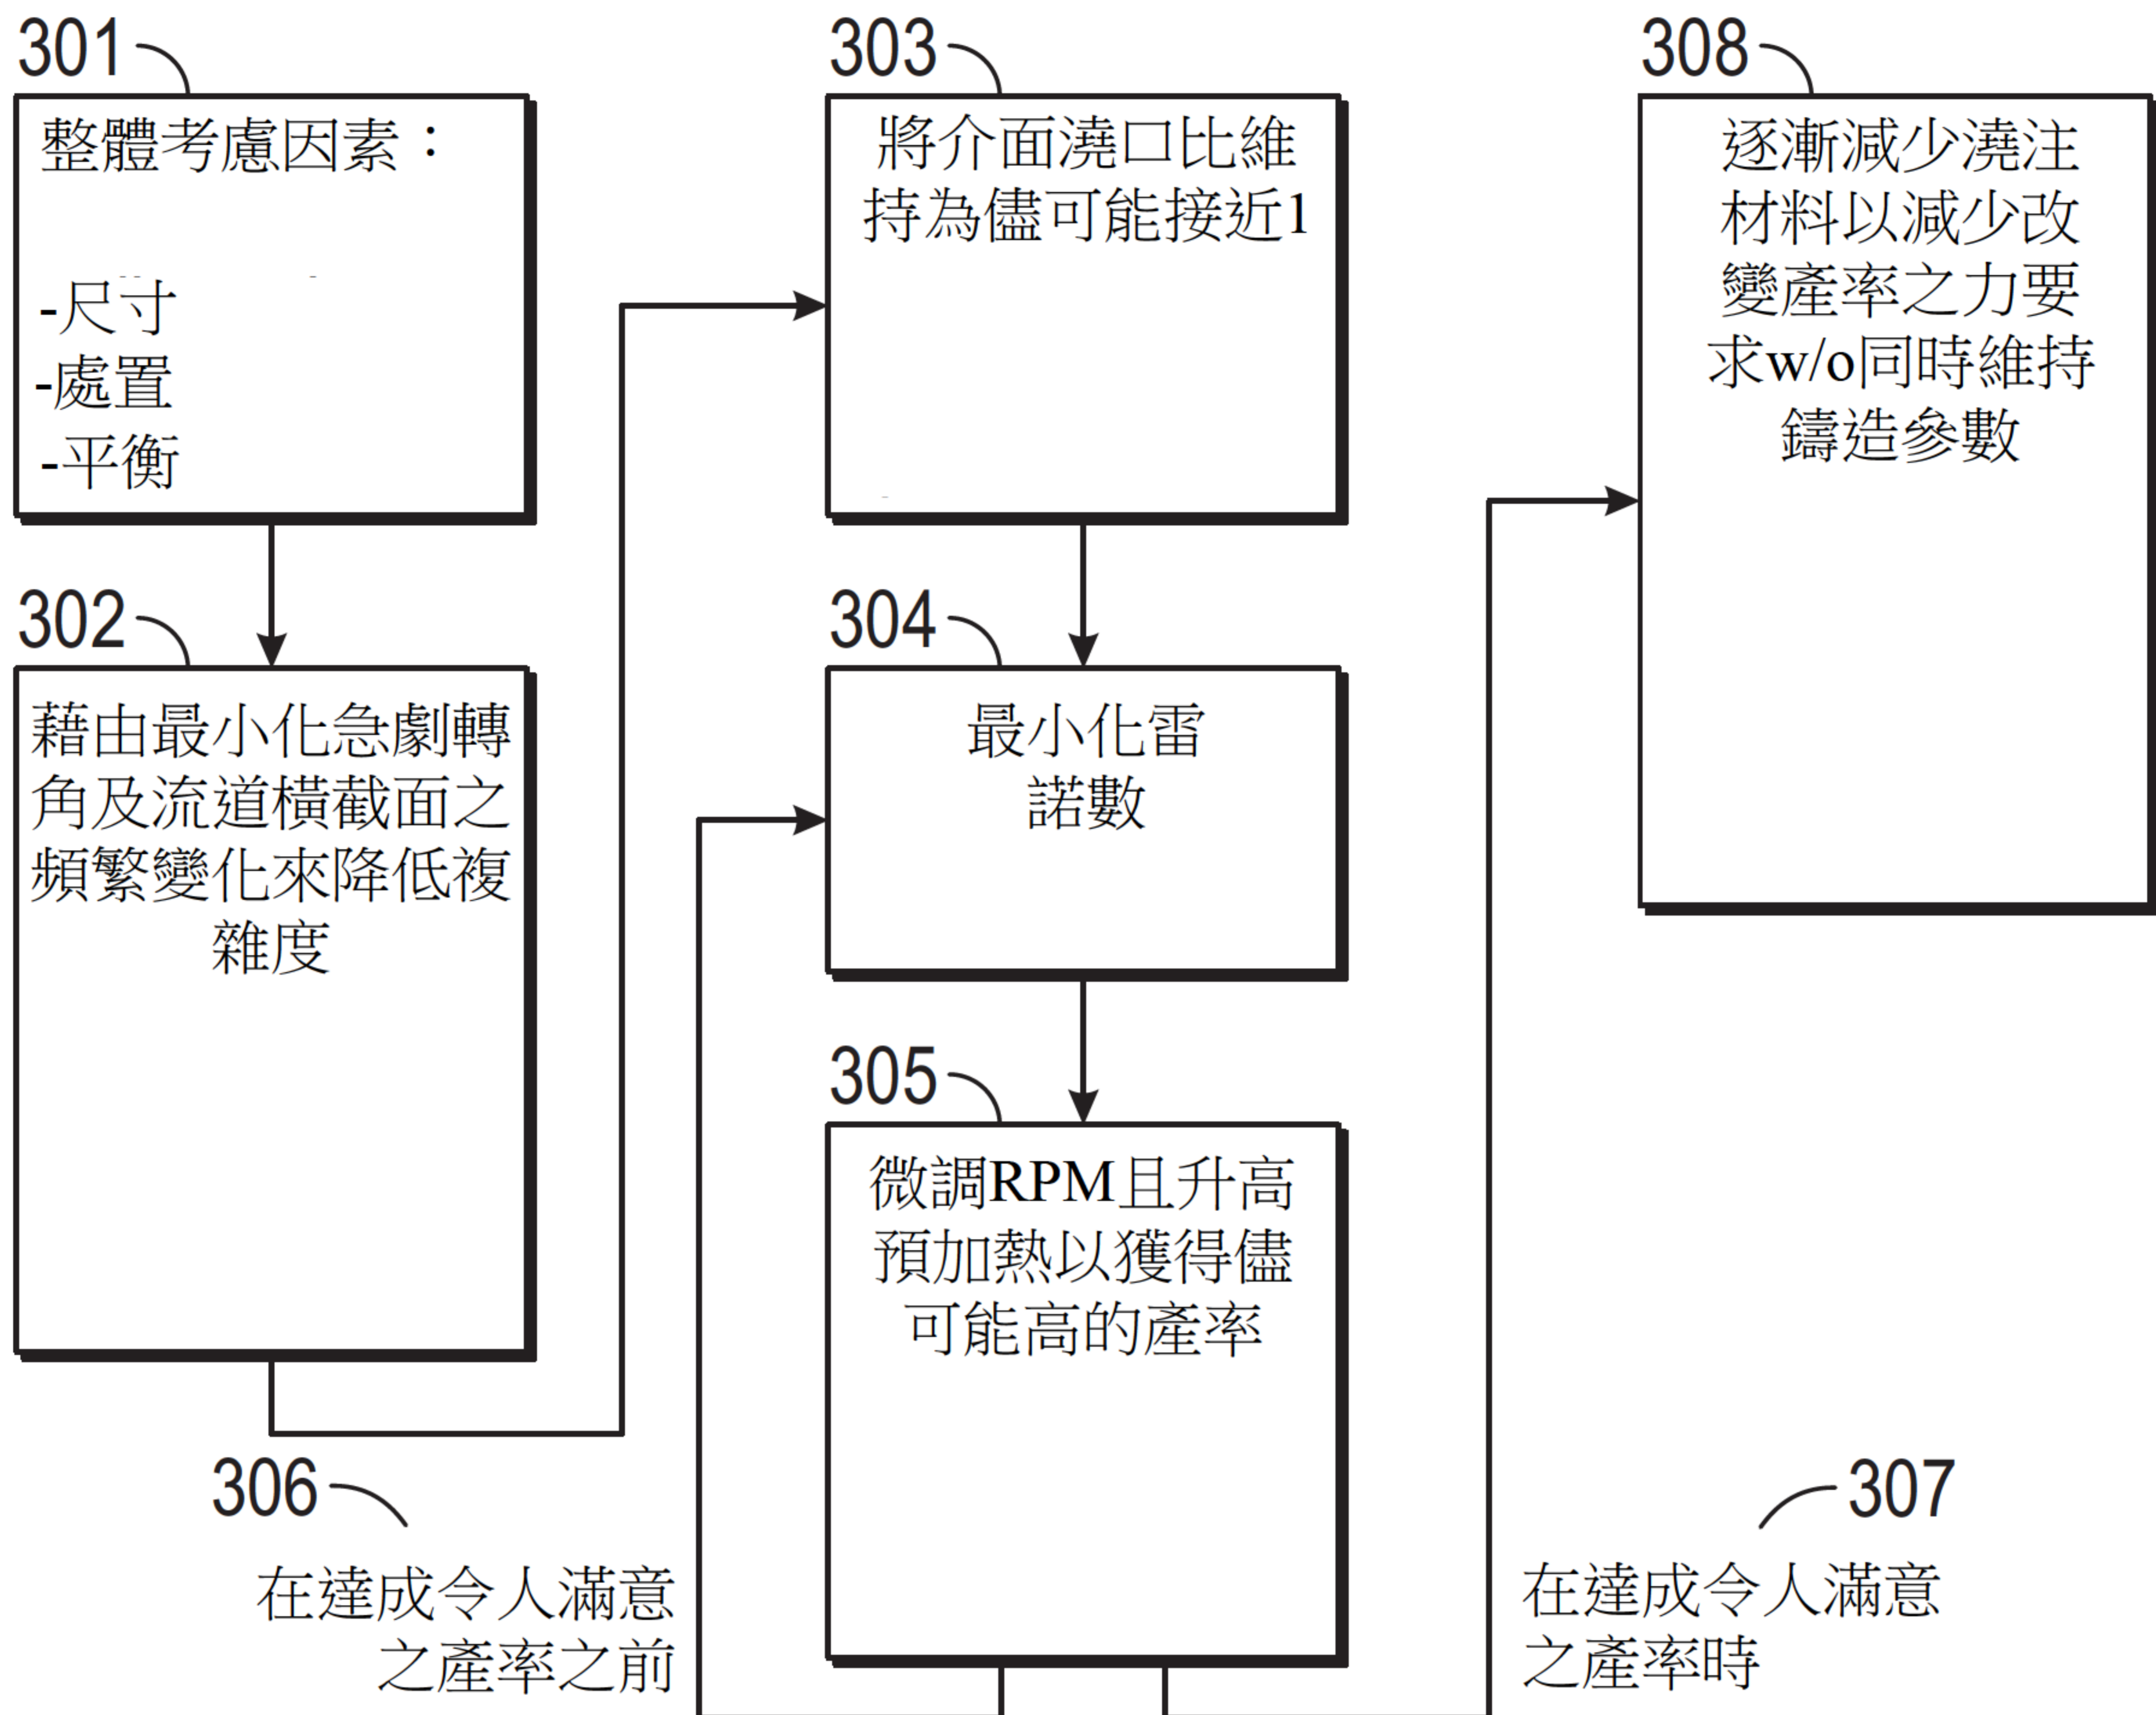 301
整體考慮因素：
-尺寸
-處置
-平衡
302
藉由最小化急劇轉
角及流道橫截面之
頻繁變化來降低複
雜度
303
將介面澆口比維
持為儘可能接近1
304
最小化雷
諾數
305
微調RPM且升高
預加熱以獲得儘
可能高的產率
306
在達成令人滿意
之產率之前
307
在達成令人滿意
之產率時
308
逐漸減少澆注
材料以減少改
變產率之力要
求w/o同時維持
鑄造參數